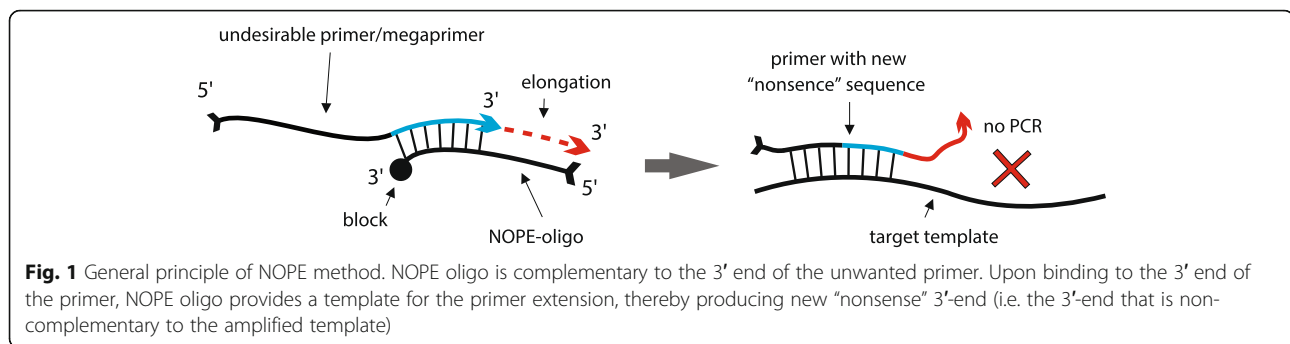 undesirable primer/megaprimer
5'
3'
elongation
3'
3'
5'
block
NOPE-oligo
primer with new
“nonsence” sequence
no PCR
target template
Fig. 1 General principle of NOPE method. NOPE oligo is complementary to the 3′ end of the unwanted primer. Upon binding to the 3′ end of
the primer, NOPE oligo provides a template for the primer extension, thereby producing new “nonsense” 3′-end (i.e. the 3′-end that is non-
complementary to the amplified template)